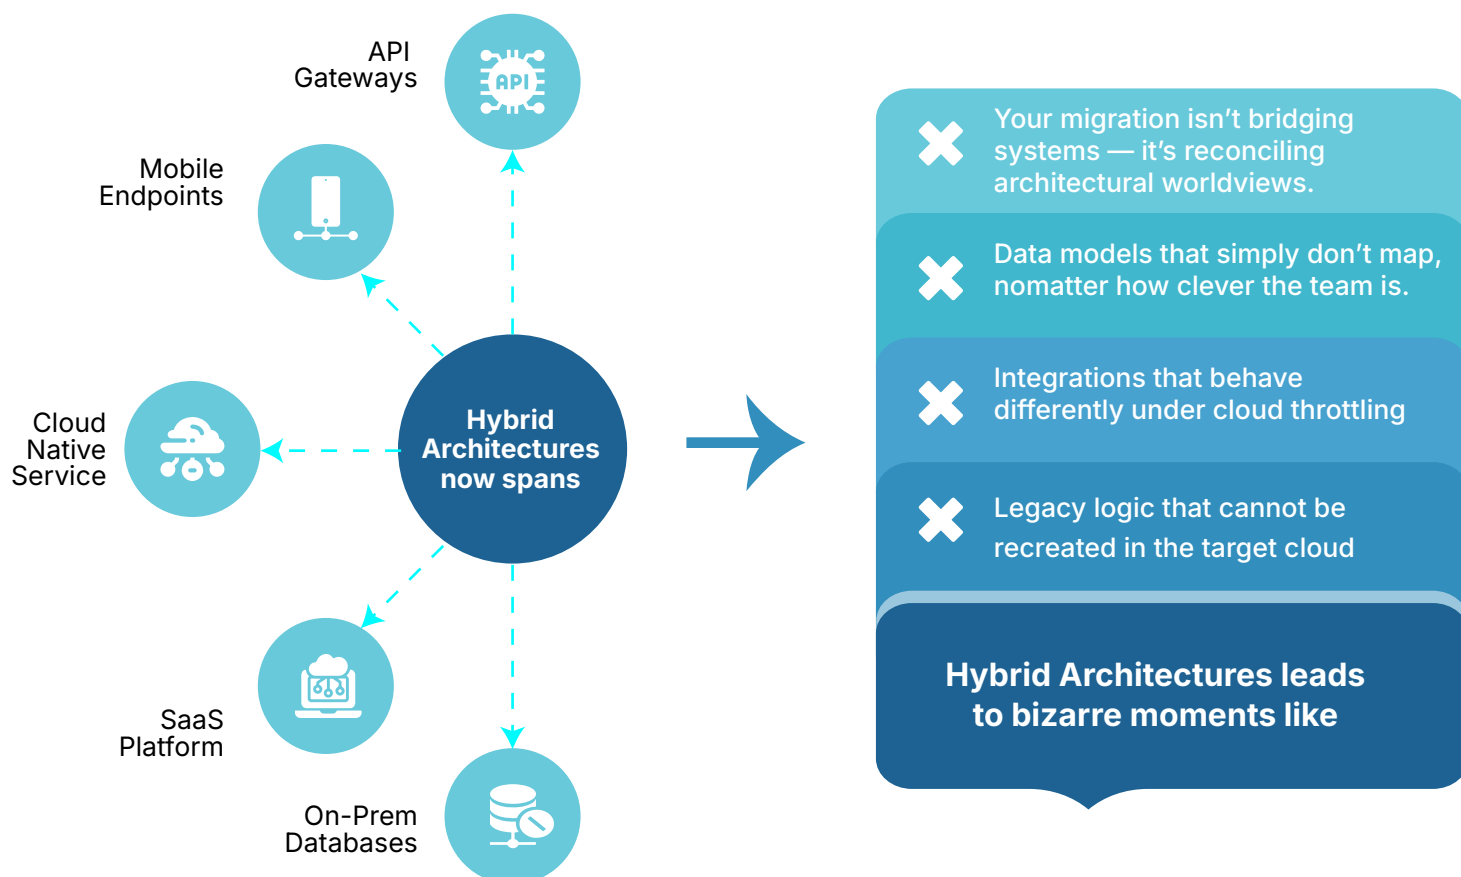 API
Gateways
API
Mobile
Endpoints
Cloud
Native
Service
Hybrid
Architectures
now spans
SaaS
Platform
On-Prem
Databases
Your migration isn’t bridging
systems — it’s reconciling
architectural worldviews.
Data models that simply don’t map,
nomatter how clever the team is.
Integrations that behave
differently under cloud throttling
Legacy logic that cannot be
recreated in the target cloud
Hybrid Architectures leads
to bizarre moments like